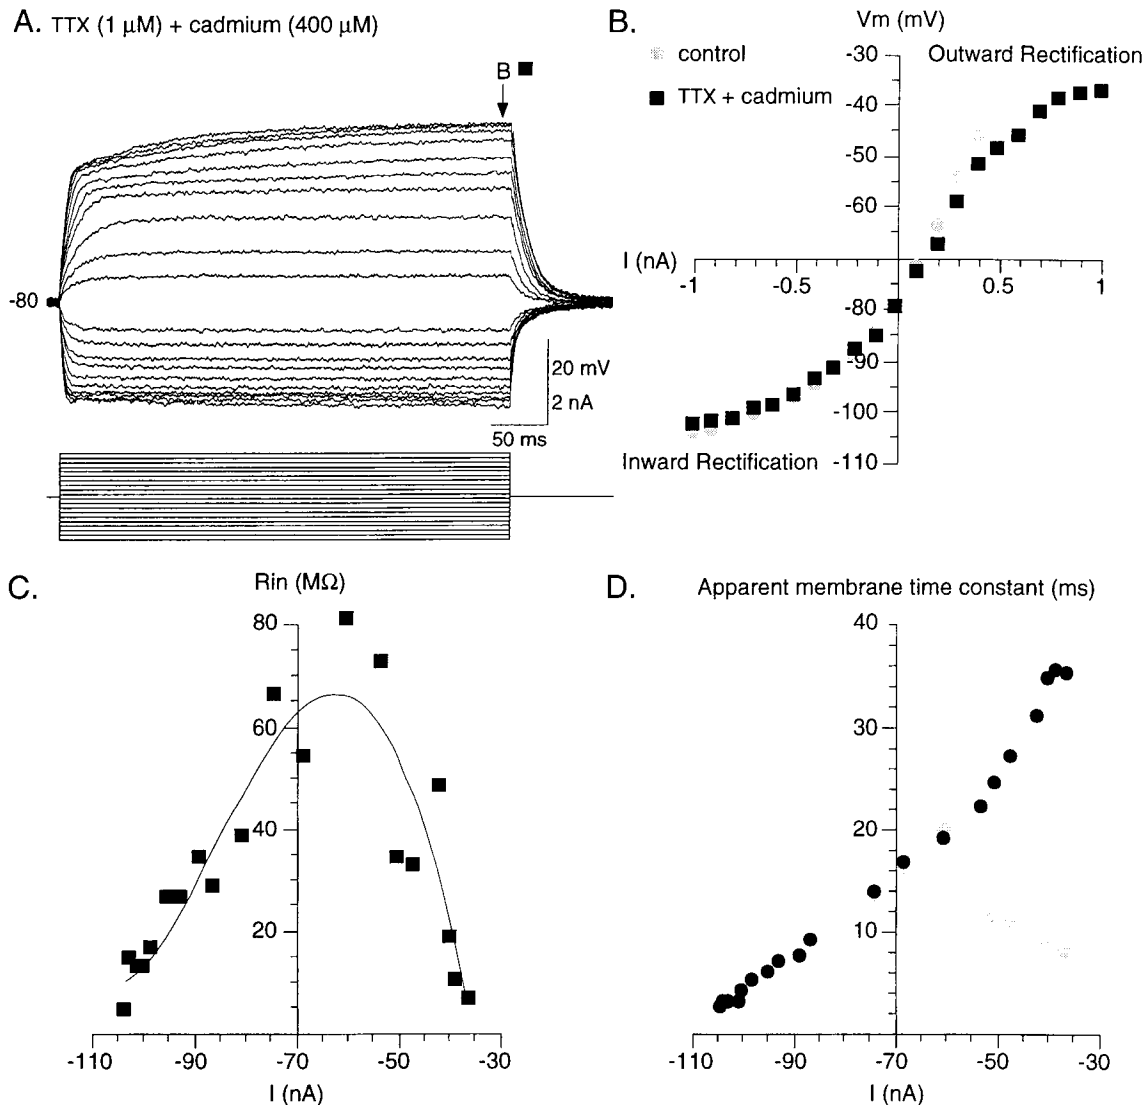 A. TTX (1 µM) + cadmium (400 µM)
B
-80
20 mV
2 nA
50 ms
B.
Vm (mV)
control
TTX + cadmium
Outward Rectification
-30
-40
-50
-60
I (nA)
-1
-0.5
0.5
1
-80
-90
-100
-110
Inward Rectification
C.
Rin (MΩ)
80
60
40
20
-110
-90
-70
-50
-30
I (nA)
D.
Apparent membrane time constant (ms)
40
30
20
10
-110
-90
-70
-50
-30
I (nA)